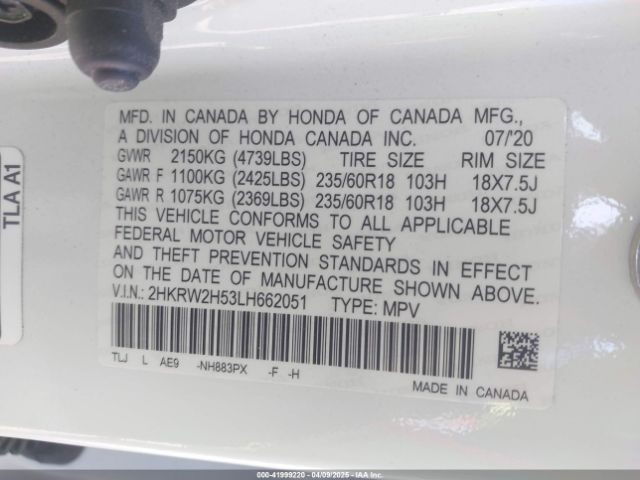 MFD. IN CANADA BY HONDA OF CANADA MFG.,
A DIVISION OF HONDA CANADA INC. 07/'20
GVWR 2150KG (4739LBS) TIRE SIZE RIM SIZE
GAWR F 1100KG (2425LBS) 235/60R18 103H 18X7.5J
GAWR R 1075KG (2369LBS) 235/60R18 103H 18X7.5J
THIS VEHICLE CONFORMS TO ALL APPLICABLE
FEDERAL MOTOR VEHICLE SAFETY
AND THEFT PREVENTION STANDARDS IN EFFECT
ON THE DATE OF MANUFACTURE SHOWN ABOVE.
V.I.N.: 2HKRW2H53LH662051 TYPE: MPV
TLJ L AE9 -NH883PX -F -H
MADE IN CANADA
TLA A1
000-41999220 - 04/09/2025 - IAA Corp.